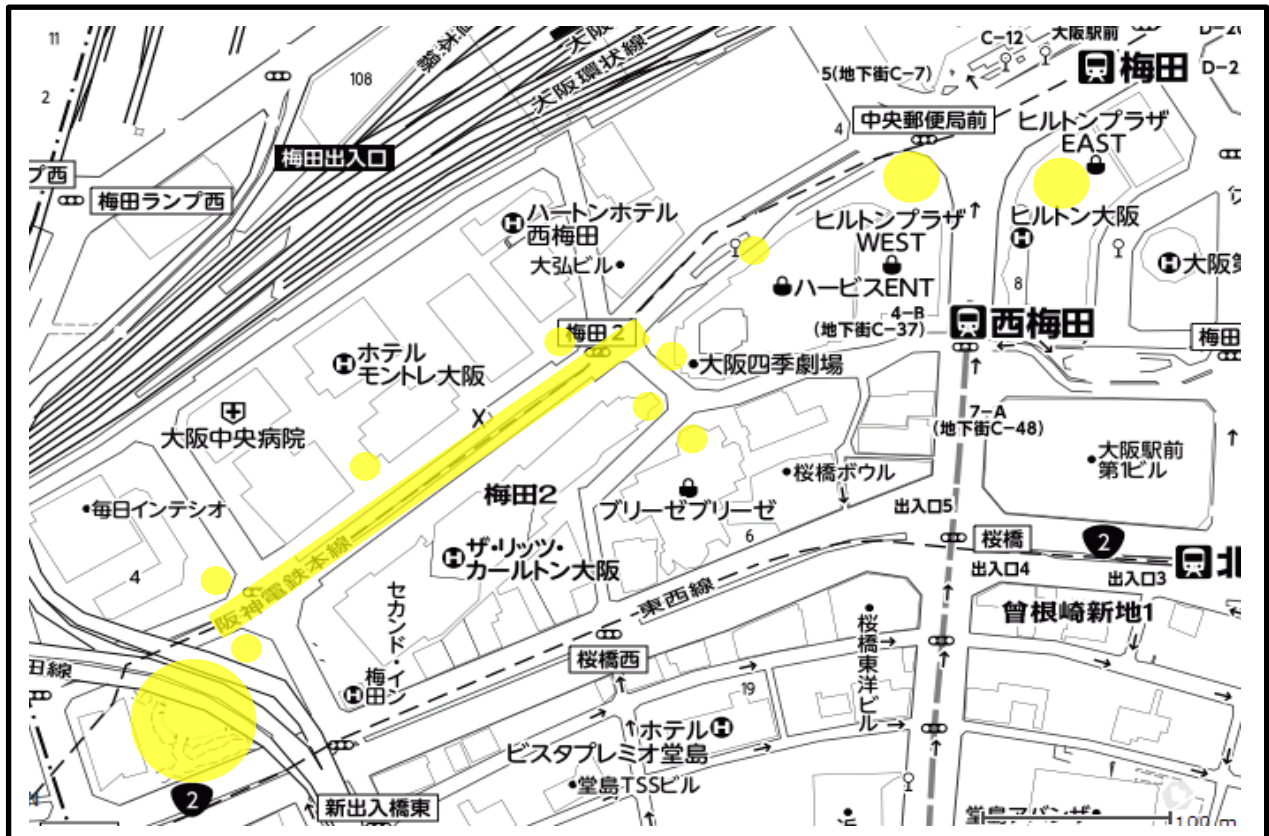 11
2
108
大阪環状線
C-12
大阪駅前
5(地下街C-7)
梅田
D-2
中央郵便局前
4
ヒルトンプラザ
EAST
梅田出入口
プ西
梅田ランプ西
ハートンホテル
西梅田
大弘ビル
ヒルトンプラザ
WEST
ヒルトン大阪
大阪第
ハービスENT
4-B
(地下街C-37)
8
西梅田
梅田
梅田2
ホテル
モントレ大阪
大阪四季劇場
大阪中央病院
7-A
(地下街C-48)
大阪駅前
第1ビル
毎日インテシオ
梅田2
桜橋ボウル
ブリーゼブリーゼ
出入口5
6
桜橋
2
北
4
阪神電鉄本線
ザ・リッツ・
カールトン大阪
出入口4
出入口3
セカンド・イン
梅田
東西線
曾根崎新地1
田線
桜橋西
桜橋東洋ビル
19
ホテル
ビスタプレミオ堂島
堂島TSSビル
2
新出入橋東
堂島アバンザ
100 m